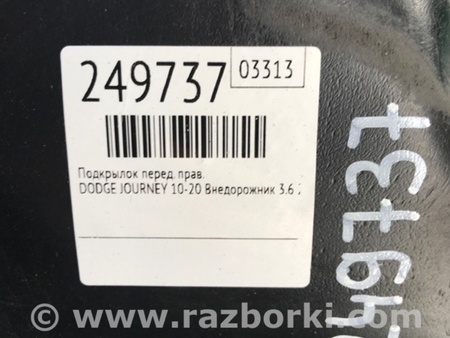 249737
03313
Подкрылок перед. прав.
DODGE JOURNEY 10-20 Внедорожник 3.6
249737
© www.razborki.com